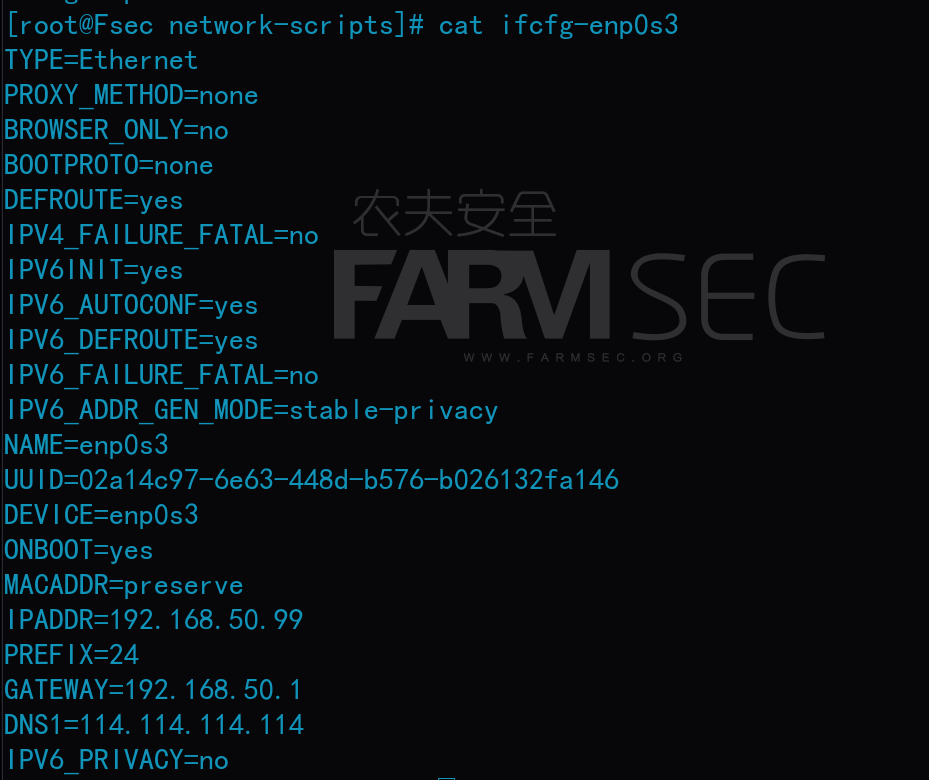 [root@Fsec network-scripts]# cat ifcfg-enp0s3
TYPE=Ethernet
PROXY_METHOD=none
BROWSER_ONLY=no
BOOTPROTO=none
DEFROUTE=yes
IPV4_FAILURE_FATAL=no
IPV6INIT=yes
IPV6_AUTOCONF=yes
IPV6_DEFROUTE=yes
IPV6_FAILURE_FATAL=no
IPV6_ADDR_GEN_MODE=stable-privacy
NAME=enp0s3
UUID=02a14c97-6e63-448d-b576-b026132fa146
DEVICE=enp0s3
ONBOOT=yes
MACADDR=preserve
IPADDR=192.168.50.99
PREFIX=24
GATEWAY=192.168.50.1
DNS1=114.114.114.114
IPV6_PRIVACY=no
农夫安全
FARMSEC
WWW.FARMSEC.ORG